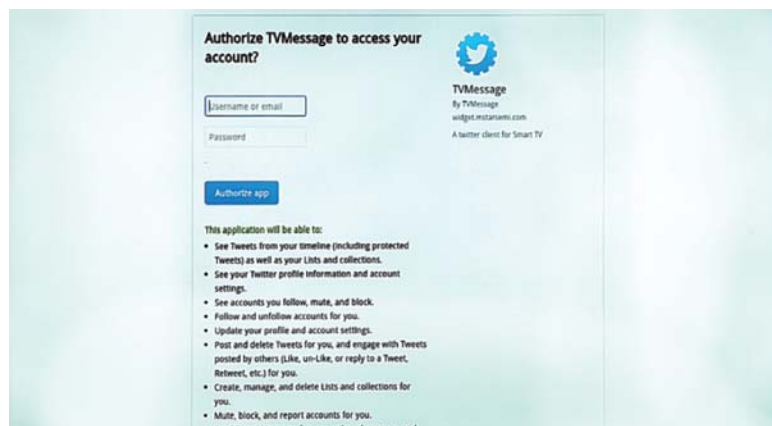 Authorize TVMessage to access your
account?
Username or email
Password
Authorize app
This application will be able to:
• See Tweets from your timeline (including protected
Tweets) as well as your Lists and collections.
• See your Twitter profile information and account
settings.
• See accounts you follow, mute, and block.
• Follow and unfollow accounts for you.
• Update your profile and account settings.
• Post and delete Tweets for you, and engage with Tweets
posted by others (Like, un-Like, or reply to a Tweet,
Retweet, etc.) for you.
• Create, manage, and delete Lists and collections for
you.
• Mute, block, and report accounts for you.
TVMessage
By TVMessage
widget.mstarsemi.com
A twitter client for Smart TV